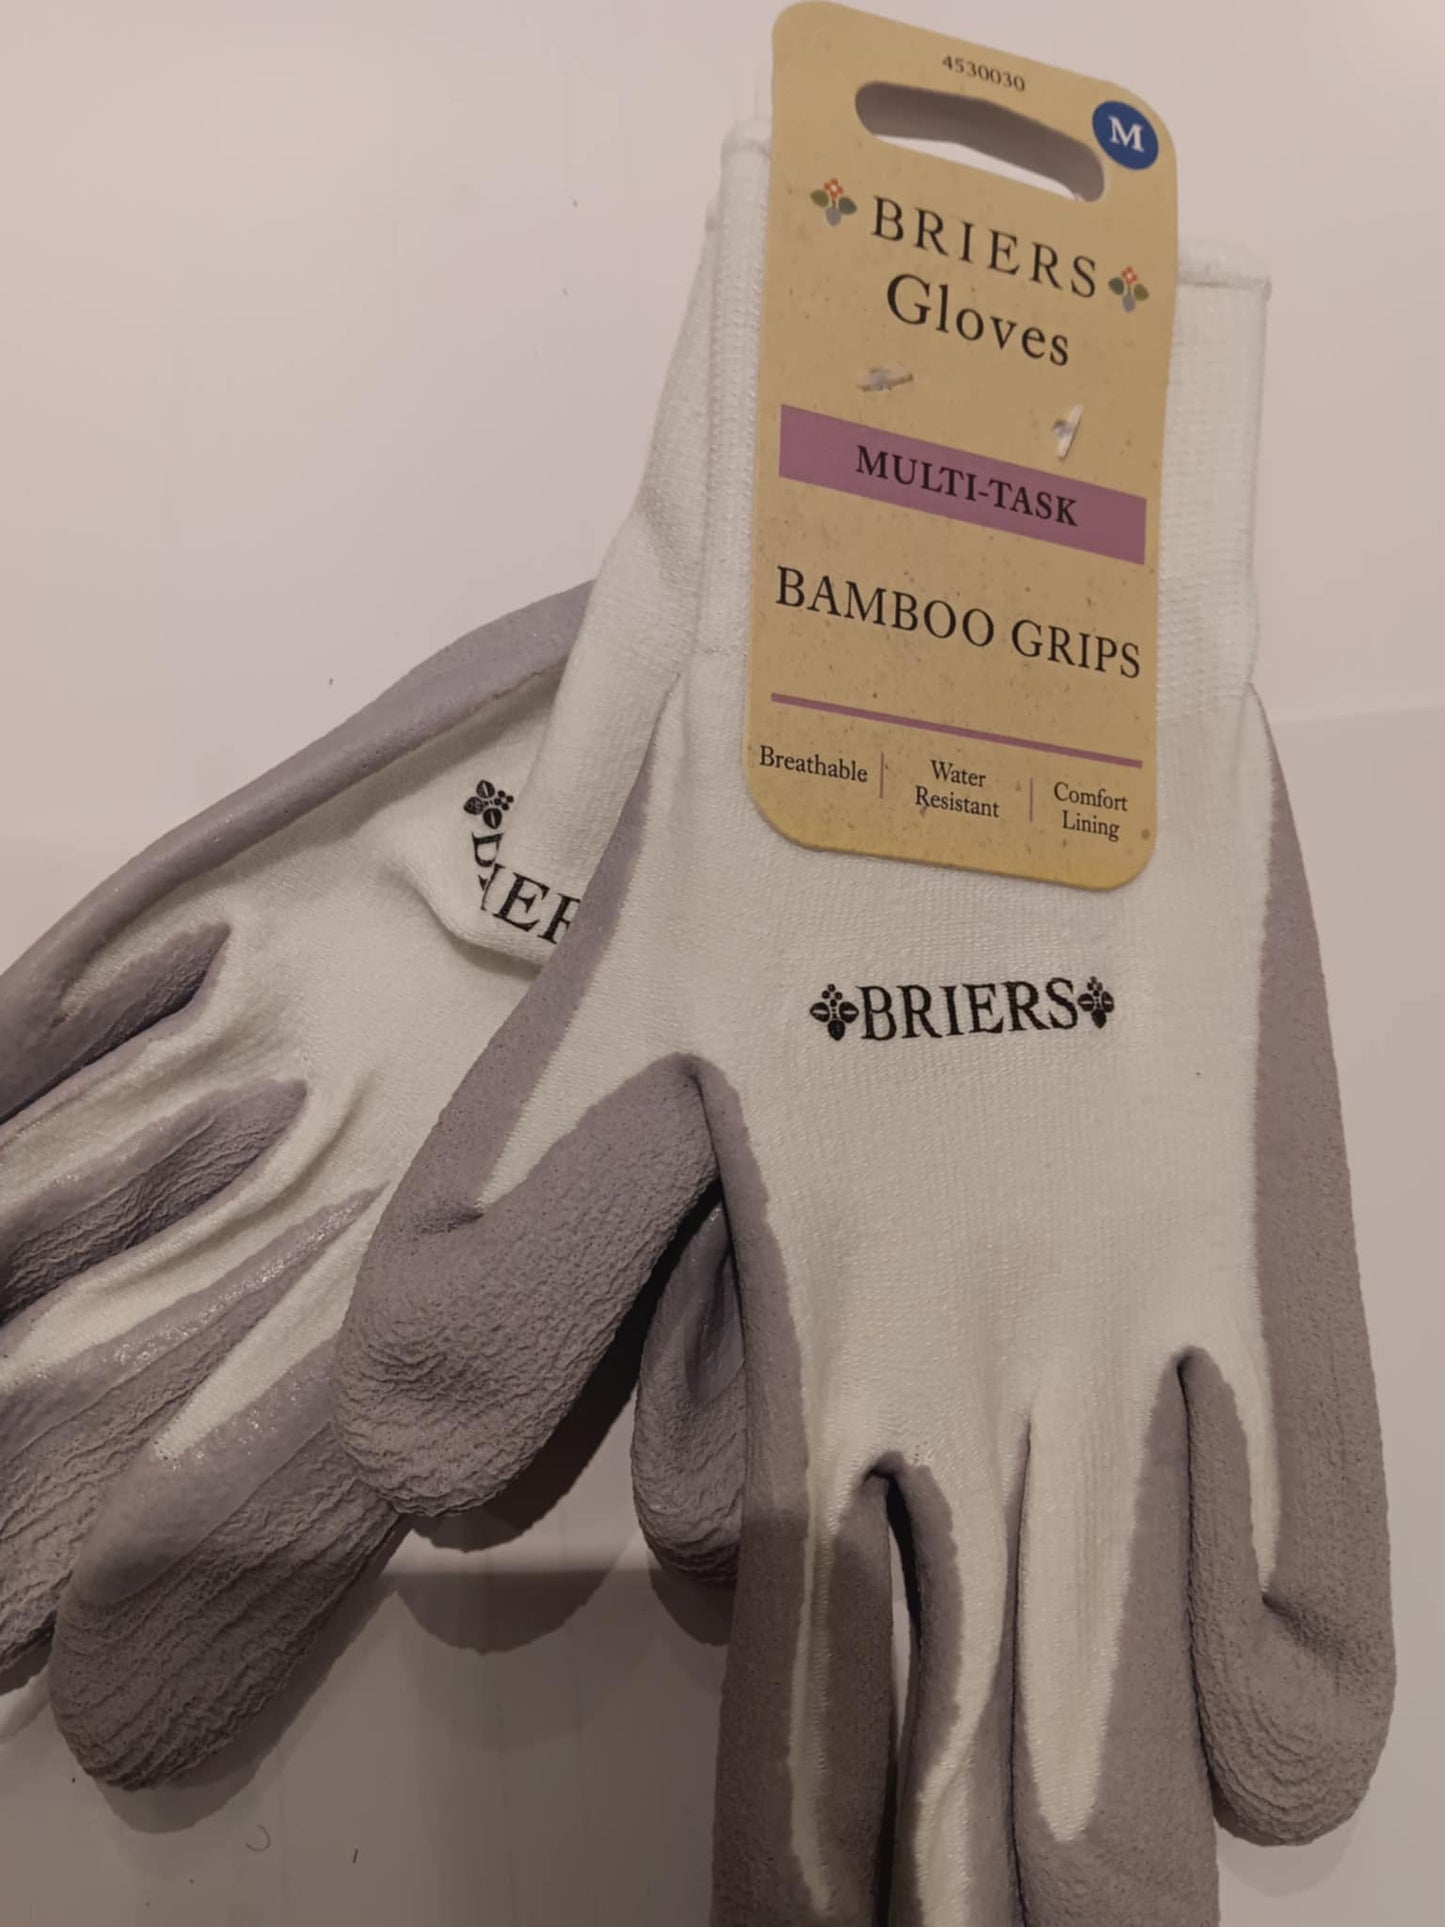 4530030
M
BRIERS
Gloves
MULTI-TASK
BAMBOO GRIPS
Breathable
Water
Resistant
Comfort
Lining
BRIERS